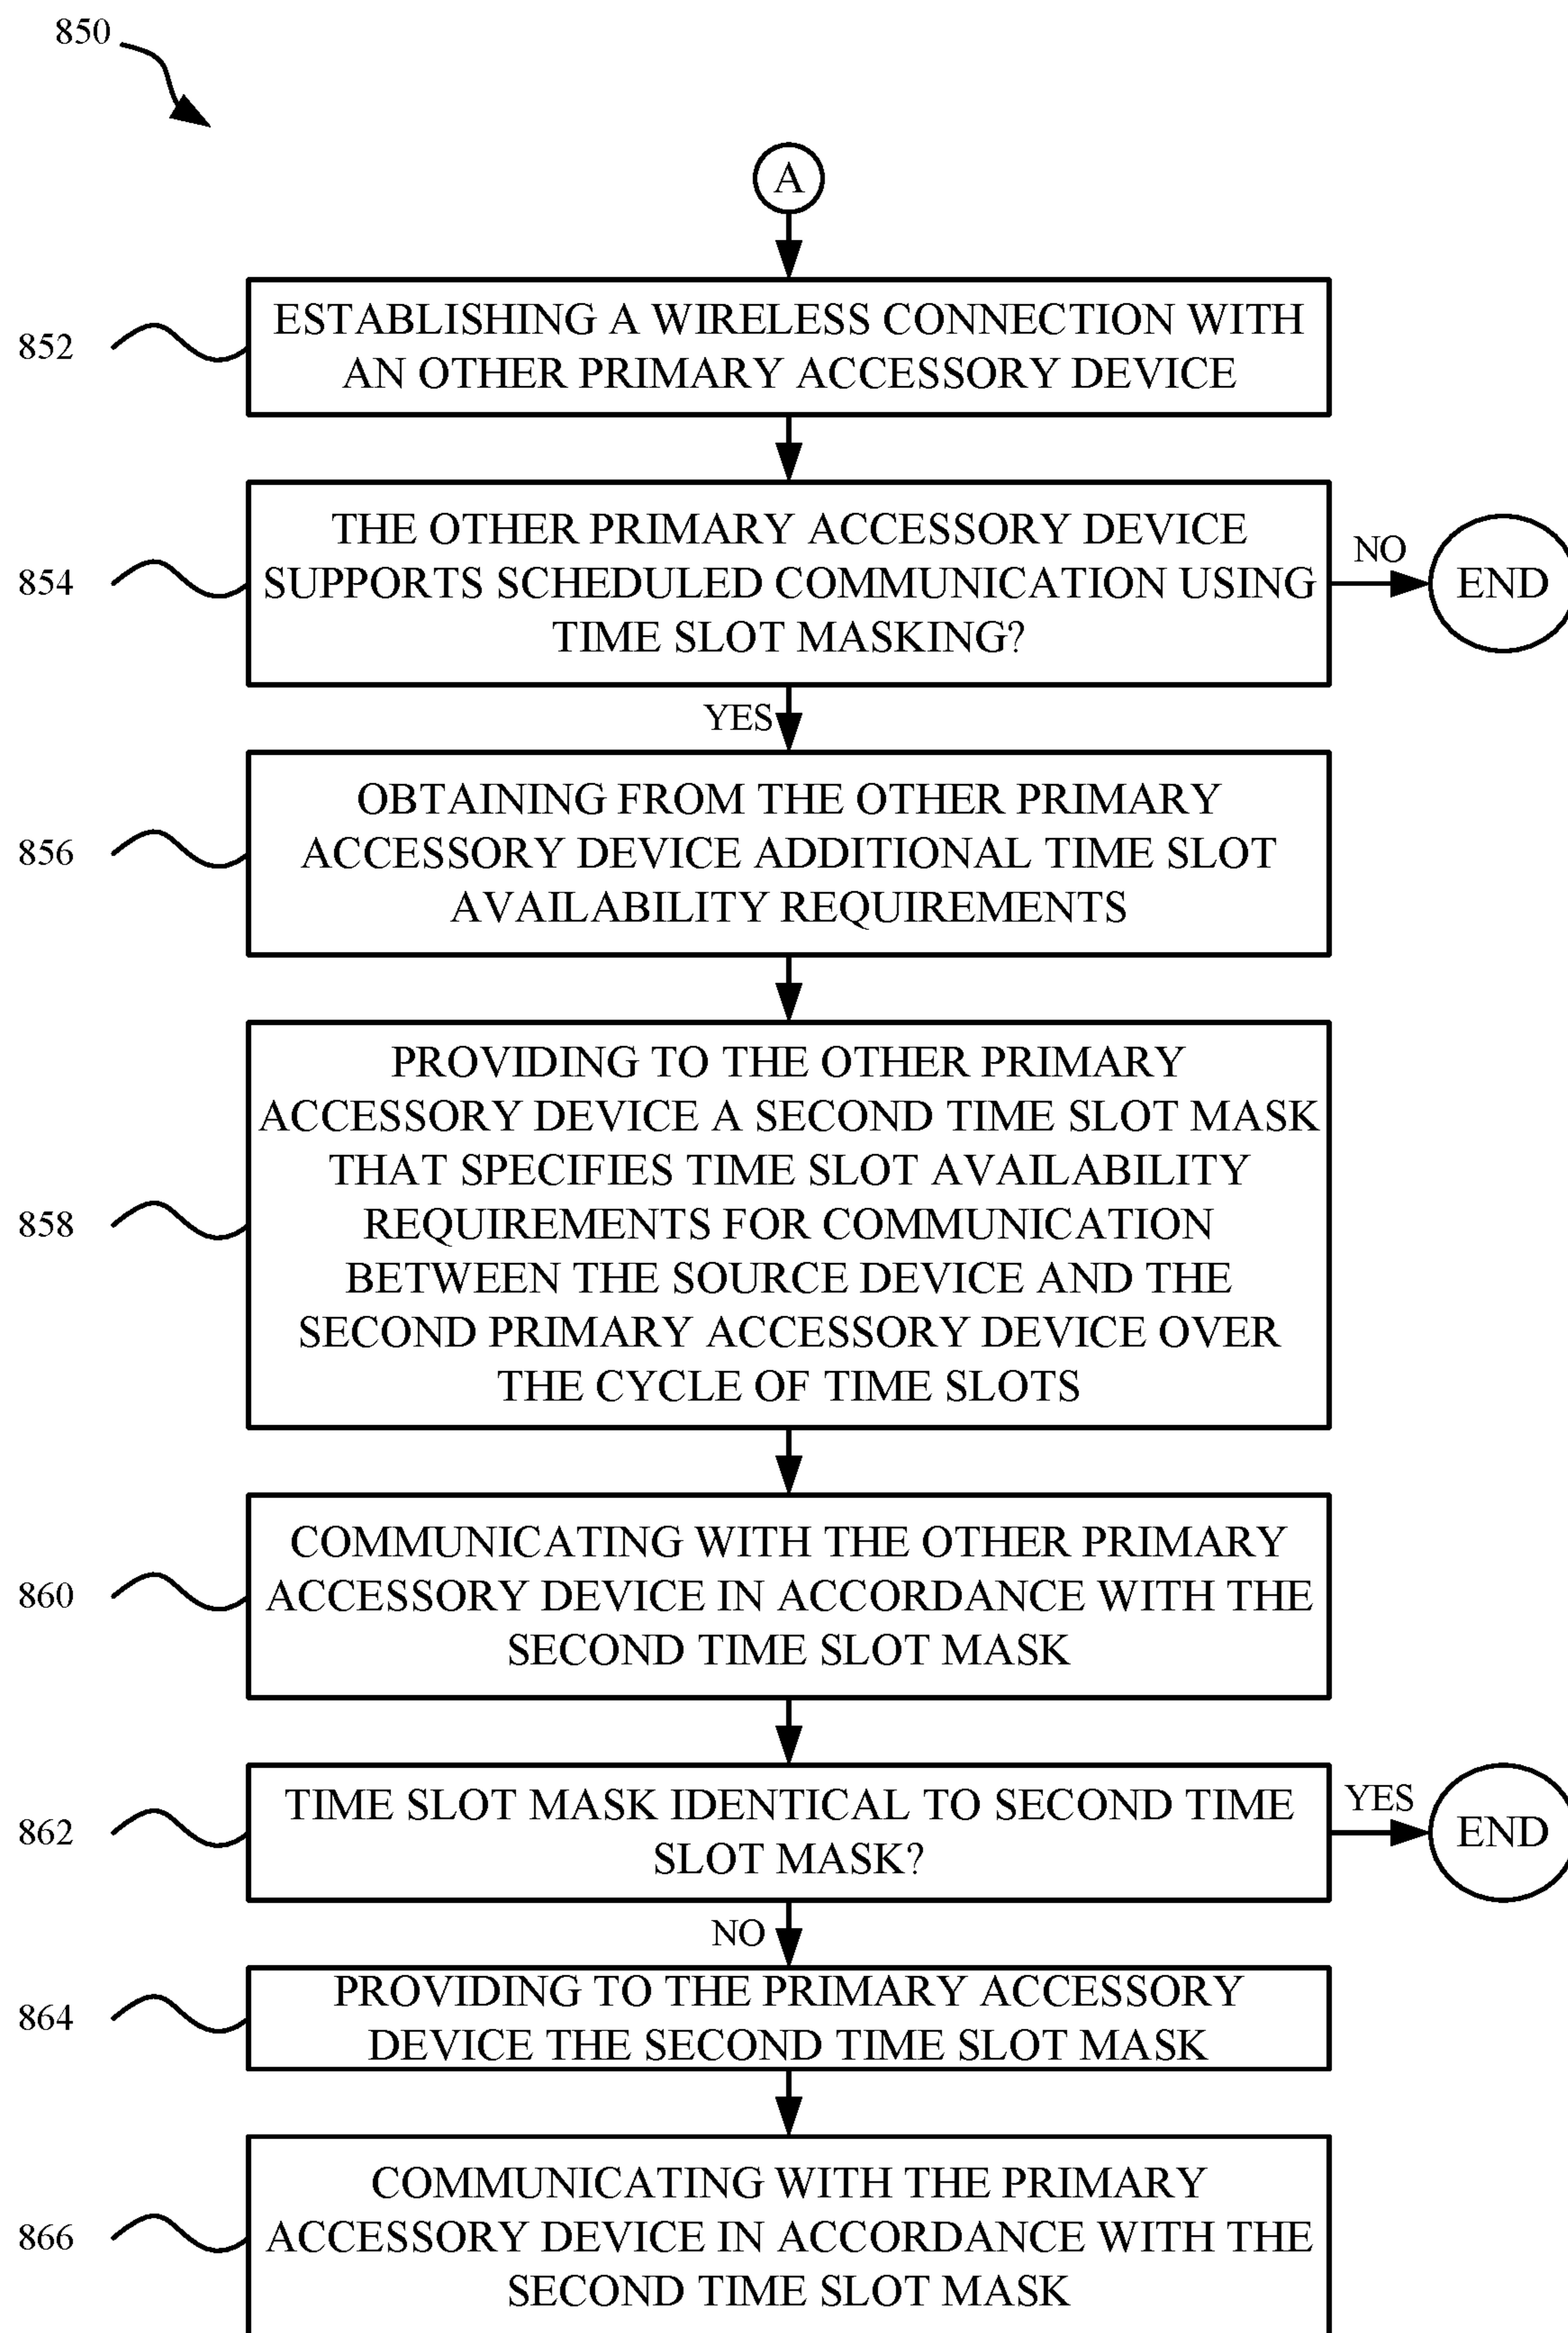 850
A
852
ESTABLISHING A WIRELESS CONNECTION WITH
AN OTHER PRIMARY ACCESSORY DEVICE
854
THE OTHER PRIMARY ACCESSORY DEVICE
SUPPORTS SCHEDULED COMMUNICATION USING
TIME SLOT MASKING?
NO
END
YES
856
OBTAINING FROM THE OTHER PRIMARY
ACCESSORY DEVICE ADDITIONAL TIME SLOT
AVAILABILITY REQUIREMENTS
858
PROVIDING TO THE OTHER PRIMARY
ACCESSORY DEVICE A SECOND TIME SLOT MASK
THAT SPECIFIES TIME SLOT AVAILABILITY
REQUIREMENTS FOR COMMUNICATION
BETWEEN THE SOURCE DEVICE AND THE
SECOND PRIMARY ACCESSORY DEVICE OVER
THE CYCLE OF TIME SLOTS
860
COMMUNICATING WITH THE OTHER PRIMARY
ACCESSORY DEVICE IN ACCORDANCE WITH THE
SECOND TIME SLOT MASK
862
TIME SLOT MASK IDENTICAL TO SECOND TIME
SLOT MASK?
YES
END
NO
864
PROVIDING TO THE PRIMARY ACCESSORY
DEVICE THE SECOND TIME SLOT MASK
866
COMMUNICATING WITH THE PRIMARY
ACCESSORY DEVICE IN ACCORDANCE WITH THE
SECOND TIME SLOT MASK